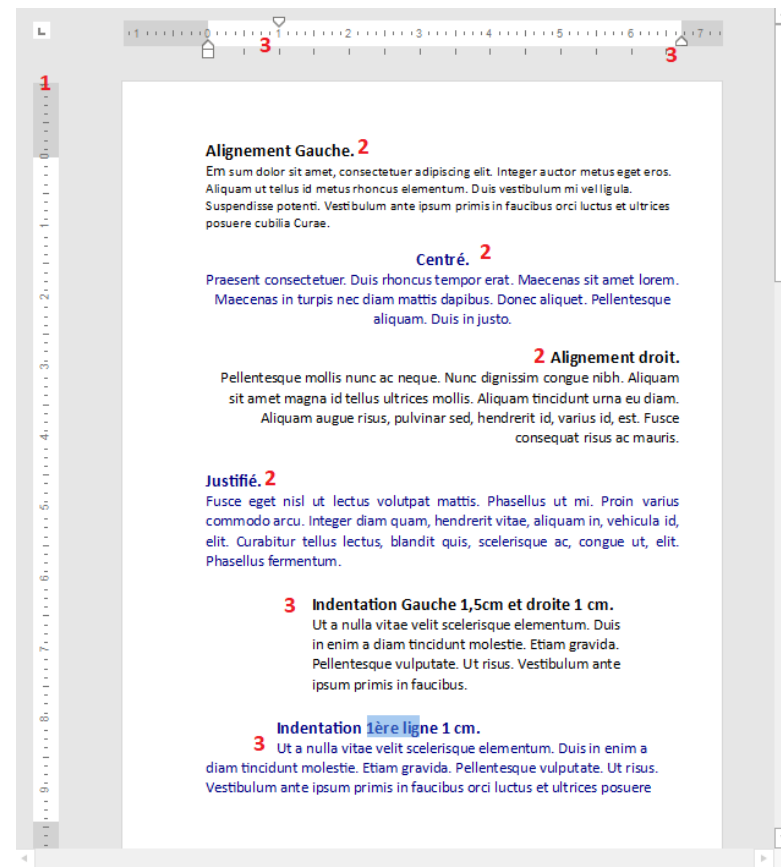 1 1 2 3 4 5 6 7
3 3
1
Alignement Gauche. 2
Em sum dolor sit amet, consectetuer adipiscing elit. Integer auctor metus eget eros.
Aliquam ut tellus id metus rhoncus elementum. Duis vestibulum mi vel ligula.
Suspendisse potenti. Vestibulum ante ipsum primis in faucibus orci luctus et ultrices
posuere cubilia Curae.
Centré. 2
Praesent consectetuer. Duis rhoncus tempor erat. Maecenas sit amet lorem.
Maecenas in turpis nec diam mattis dapibus. Donec aliquet. Pellentesque
aliquam. Duis in justo.
2 Alignement droit.
Pellentesque mollis nunc ac neque. Nunc dignissim congue nibh. Aliquam
sit amet magna id tellus ultrices mollis. Aliquam tincidunt urna eu diam.
Aliquam augue risus, pulvinar sed, hendrerit id, varius id, est. Fusce
consequat risus ac mauris.
Justifié. 2
Fusce eget nisl ut lectus volutpat mattis. Phasellus ut mi. Proin varius
commodo arcu. Integer diam quam, hendrerit vitae, aliquam in, vehicula id,
elit. Curabitur tellus lectus, blandit quis, scelerisque ac, congue ut, elit.
Phasellus fermentum.
3 Indentation Gauche 1,5cm et droite 1 cm.
Ut a nulla vitae velit scelerisque elementum. Duis
in enim a diam tincidunt molestie. Etiam gravida.
Pellentesque vulputate. Ut risus. Vestibulum ante
ipsum primis in faucibus.
Indentation 1ère ligne 1 cm.
3 Ut a nulla vitae velit scelerisque elementum. Duis in enim a
diam tincidunt molestie. Etiam gravida. Pellentesque vulputate. Ut risus.
Vestibulum ante ipsum primis in faucibus orci luctus et ultrices posuere